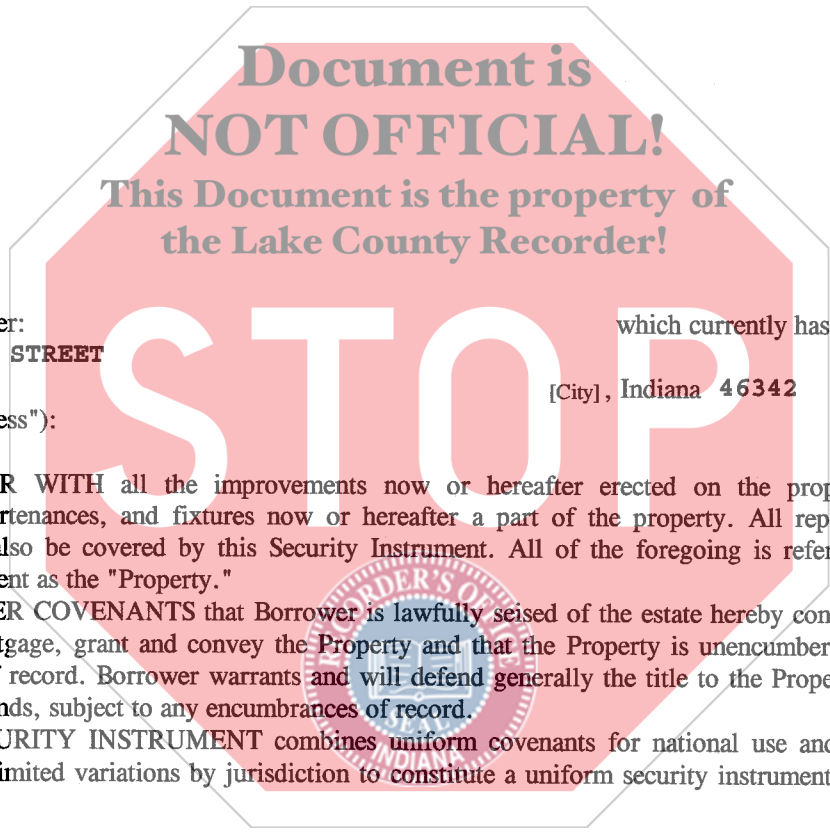 Document is
NOT OFFICIAL!
This Document is the property of
the Lake County Recorder!
STOP
er:
which currently has
STREET
[City], Indiana 46342
ess"):
R WITH all the improvements now or hereafter erected on the prop
rtenances, and fixtures now or hereafter a part of the property. All rep
lso be covered by this Security Instrument. All of the foregoing is refer
ent as the "Property."
ER COVENANTS that Borrower is lawfully seised of the estate hereby con
tgage, grant and convey the Property and that the Property is unencumber
f record. Borrower warrants and will defend generally the title to the Prope
nds, subject to any encumbrances of record.
URITY INSTRUMENT combines uniform covenants for national use and
imited variations by jurisdiction to constitute a uniform security instrument
RECORDER'S OF THE
SEAL
INDIANA